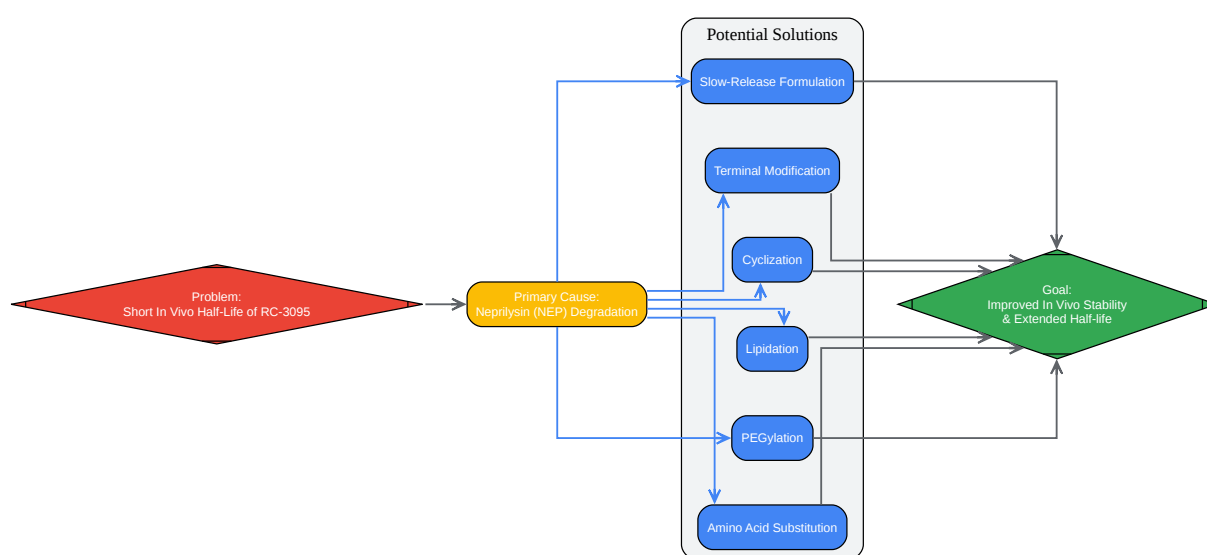 Potential Solutions
Slow-Release Formulation
Terminal Modification
Cyclization
Problem:
Short In Vivo Half-Life of RC-3095
Primary Cause:
Neprilysin (NEP) Degradation
Goal:
Improved In Vivo Stability
& Extended Half-life
Lipidation
PEGylation
Amino Acid Substitution